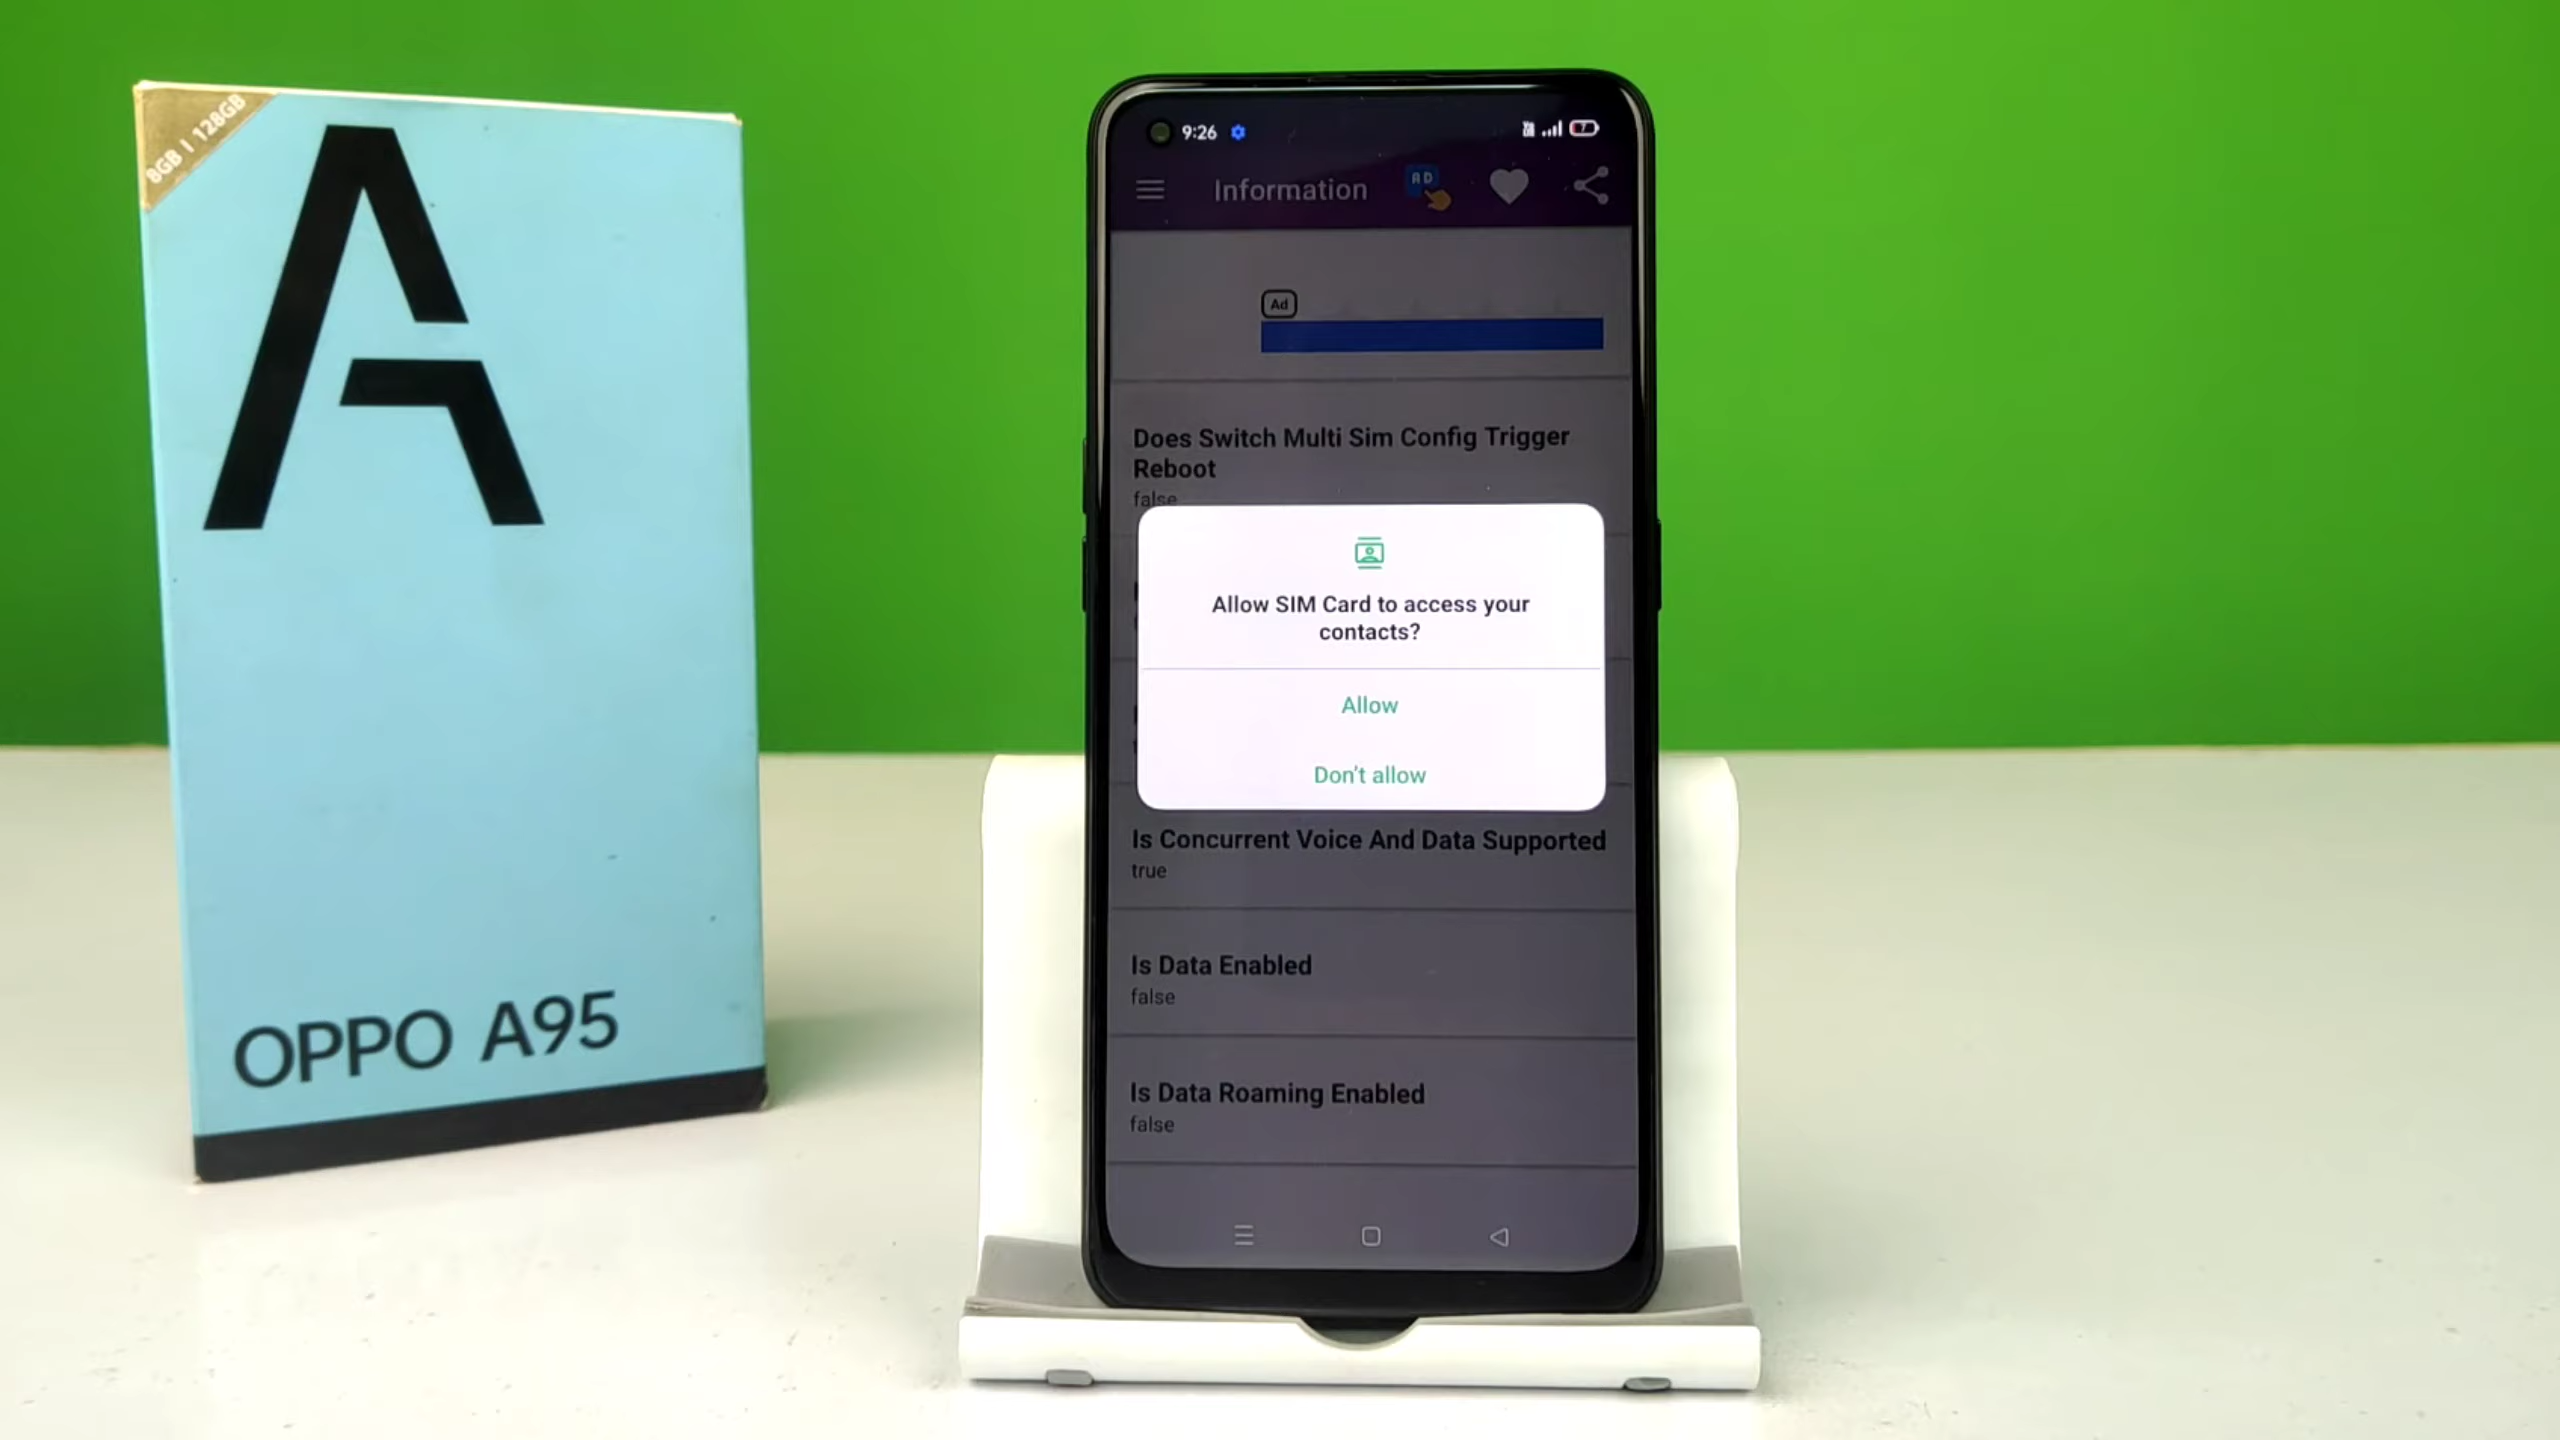 8GB | 128GB
A
OPPO A95
9:26
7
Information
AD
Ad
Does Switch Multi Sim Config Trigger
Reboot
false
Allow SIM Card to access your
contacts?
Allow
Don't allow
Is Concurrent Voice And Data Supported
true
Is Data Enabled
false
Is Data Roaming Enabled
false